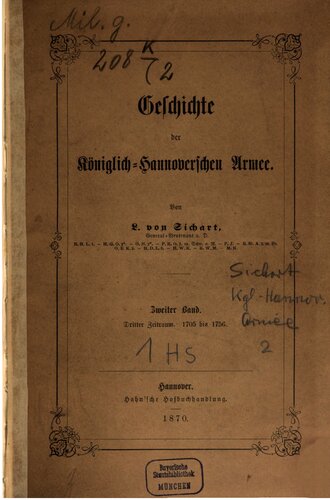 Mil. g.
208 K/2
Geschichte
der
Königlich-Hannoverschen Armee.
Von
L. von Sichart,
General-Lieutenant a. D.
Sichart
Kgl.-Hannov.
Armee
2
Zweiter Band.
Dritter Zeitraum. 1705 bis 1756.
1 HS
Hannover.
Hahn'sche Hofbuchhandlung.
1870.
Bayerische
Staatsbibliothek
MÜNCHEN